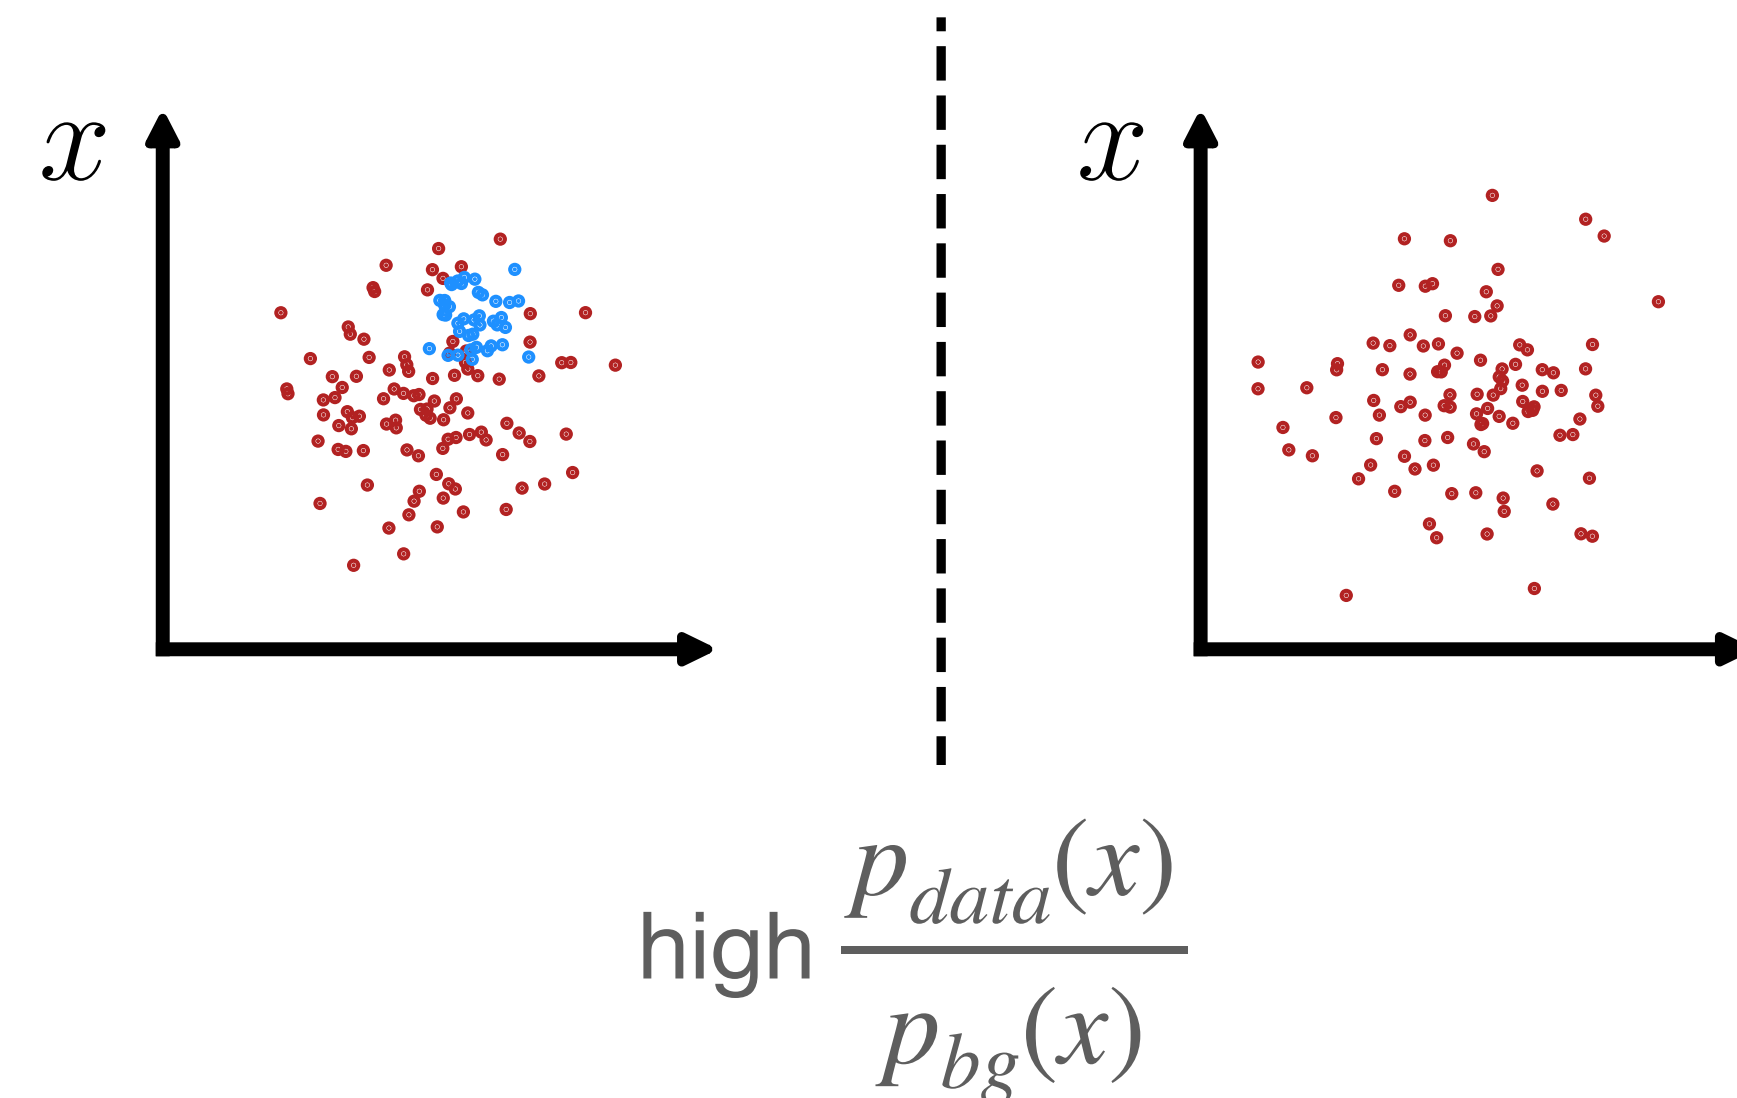 x
x
high p_data(x)
p_bg(x)